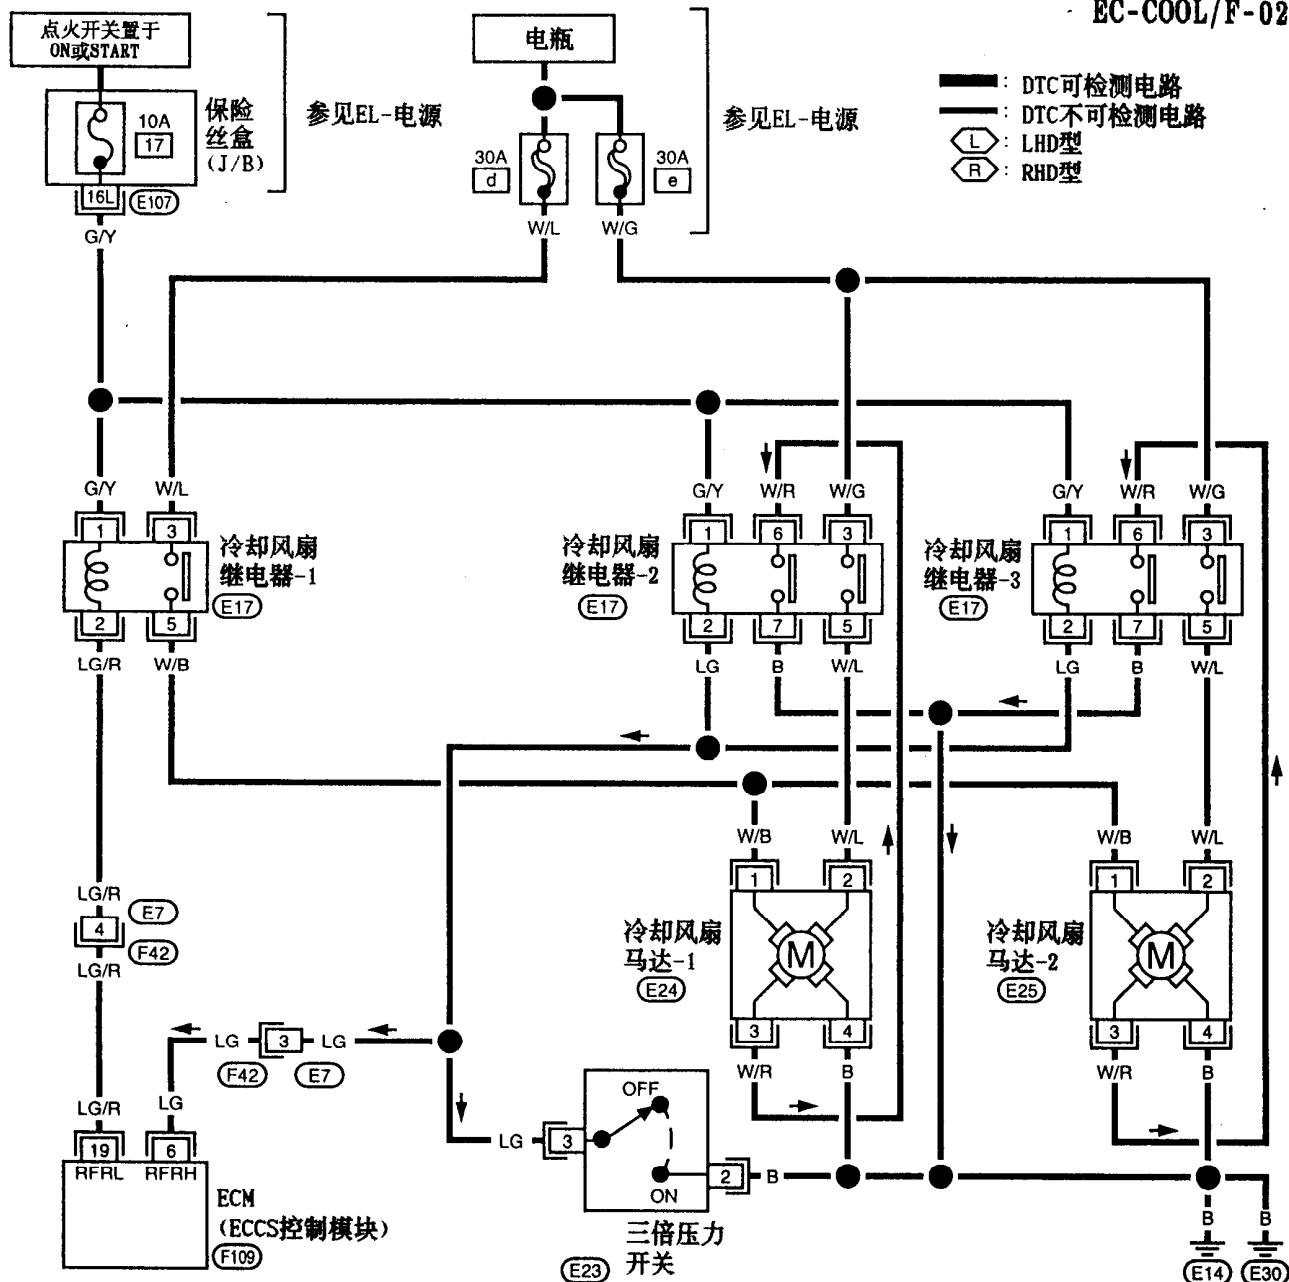 EC-COOL/F-02
点火开关置于
ON或START
电瓶
10A
17
保险
丝盒
(J/B)
参见EL-电源
30A
d
30A
e
参见EL-电源
: DTC可检测电路
: DTC不可检测电路
L : LHD型
R : RHD型
16L
E107
G/Y
W/L
W/G
G/Y
W/L
G/Y
W/R
W/G
G/Y
W/R
W/G
1
3
1
6
3
1
6
3
冷却风扇
继电器-1
E17
冷却风扇
继电器-2
E17
冷却风扇
继电器-3
E17
2
5
2
7
5
2
7
5
LG/R
W/B
LG
B
W/L
LG
B
W/L
W/B
W/L
W/B
W/L
1
2
1
2
LG/R
E7
4
F42
LG/R
冷却风扇
马达-1
E24
M
冷却风扇
马达-2
E25
M
3
4
3
4
W/R
B
W/R
B
LG
3
LG
F42
E7
LG/R
LG
19
6
RFRL
RFRH
ECM
(ECCS控制模块)
F109
OFF
LG
3
ON
2
B
三倍压力
开关
E23
B
B
E14
E30